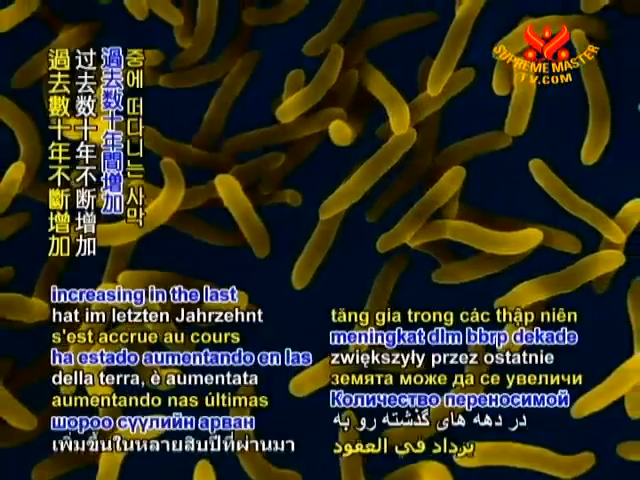 SUPREME MASTER
TV.COM
중에 떠다니는 사막
過去数十年間増加
过去数十年不断增加
過去數十年不斷增加
increasing in the last
hat im letzten Jahrzehnt
s'est accrue au cours
ha estado aumentando en las
della terra, è aumentata
aumentando nas últimas
шороо сүүлийн арван
เพิ่มขึ้นในหลายสิบปีที่ผ่านมา
tăng gia trong các thập niên
meningkat dlm bbrp dekade
zwiększyły przez ostatnie
земята може да се увеличи
Количество переносимой
در دهه های گذشته رو به
يزداد في العقود